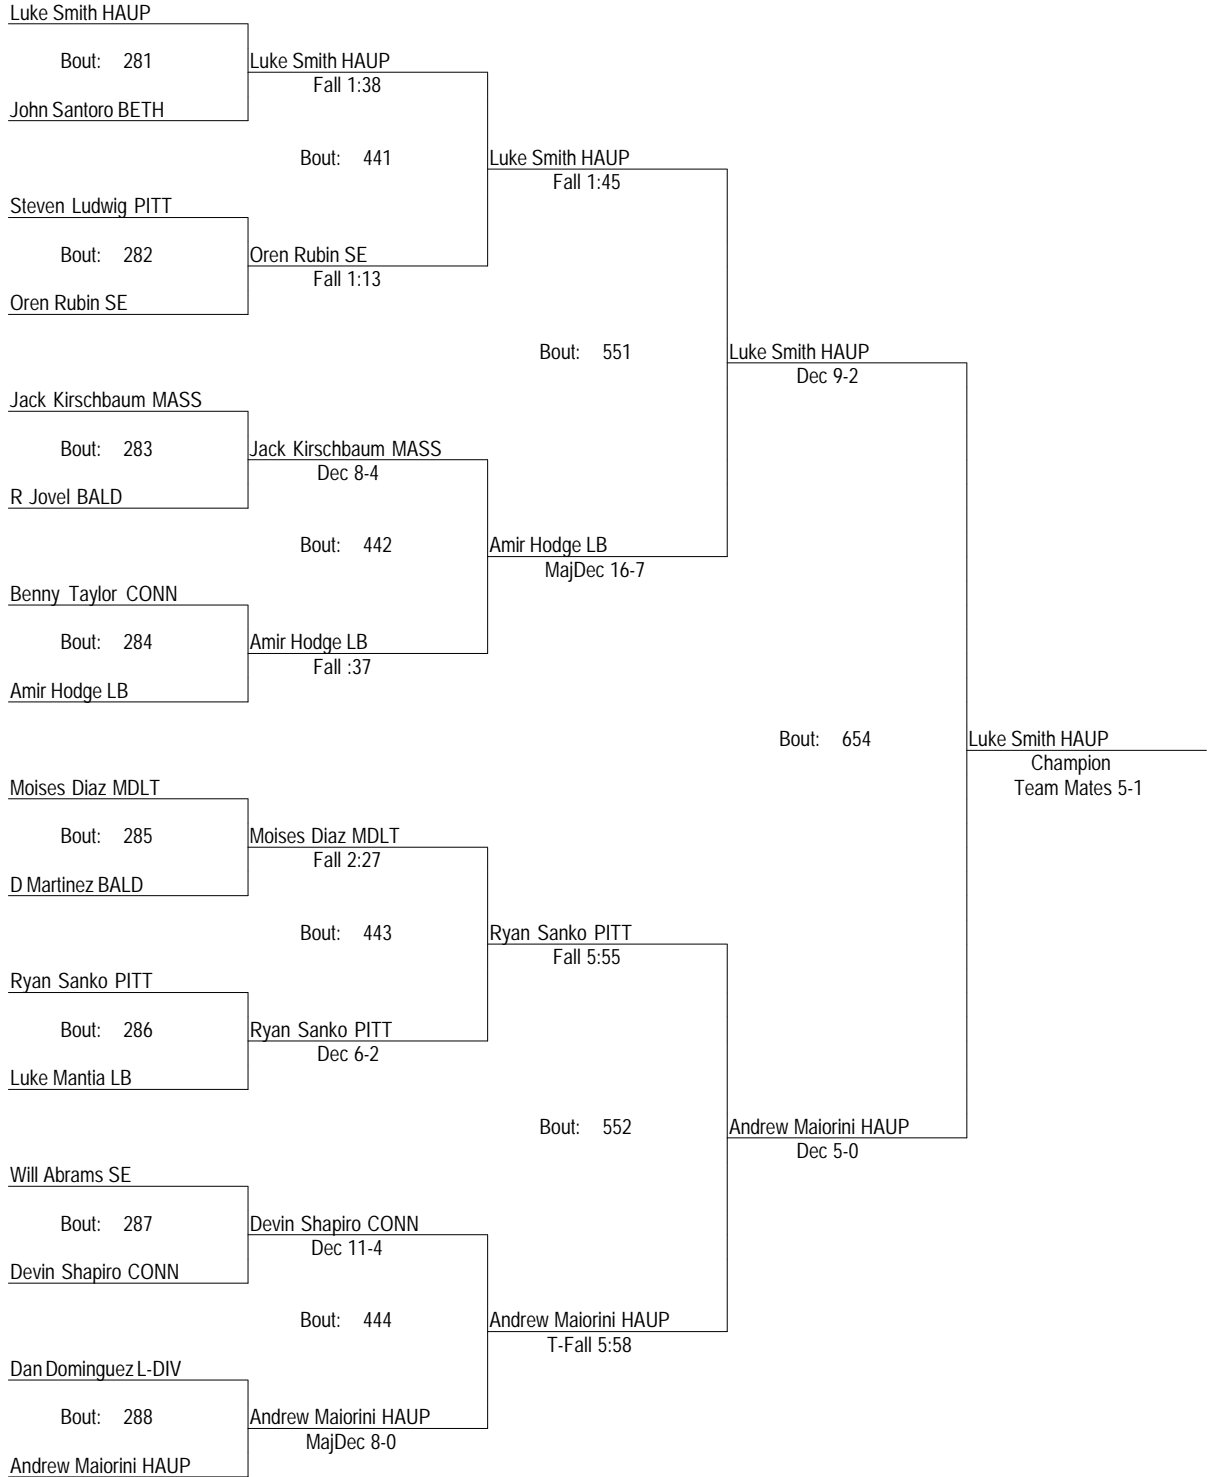 Luke Smith HAUP
Bout: 281
Luke Smith HAUP
Fall 1:38
John Santoro BETH
Bout: 441
Luke Smith HAUP
Fall 1:45
Steven Ludwig PITT
Bout: 282
Oren Rubin SE
Fall 1:13
Oren Rubin SE
Bout: 551
Luke Smith HAUP
Dec 9-2
Jack Kirschbaum MASS
Bout: 283
Jack Kirschbaum MASS
Dec 8-4
R Jovel BALD
Bout: 442
Amir Hodge LB
MajDec 16-7
Benny Taylor CONN
Bout: 284
Amir Hodge LB
Fall :37
Amir Hodge LB
Bout: 654
Luke Smith HAUP
Champion
Team Mates 5-1
Moises Diaz MDLT
Bout: 285
Moises Diaz MDLT
Fall 2:27
D Martinez BALD
Bout: 443
Ryan Sanko PITT
Fall 5:55
Ryan Sanko PITT
Bout: 286
Ryan Sanko PITT
Dec 6-2
Luke Mantia LB
Bout: 552
Andrew Maiorini HAUP
Dec 5-0
Will Abrams SE
Bout: 287
Devin Shapiro CONN
Dec 11-4
Devin Shapiro CONN
Bout: 444
Andrew Maiorini HAUP
T-Fall 5:58
Dan Dominguez L-DIV
Bout: 288
Andrew Maiorini HAUP
MajDec 8-0
Andrew Maiorini HAUP